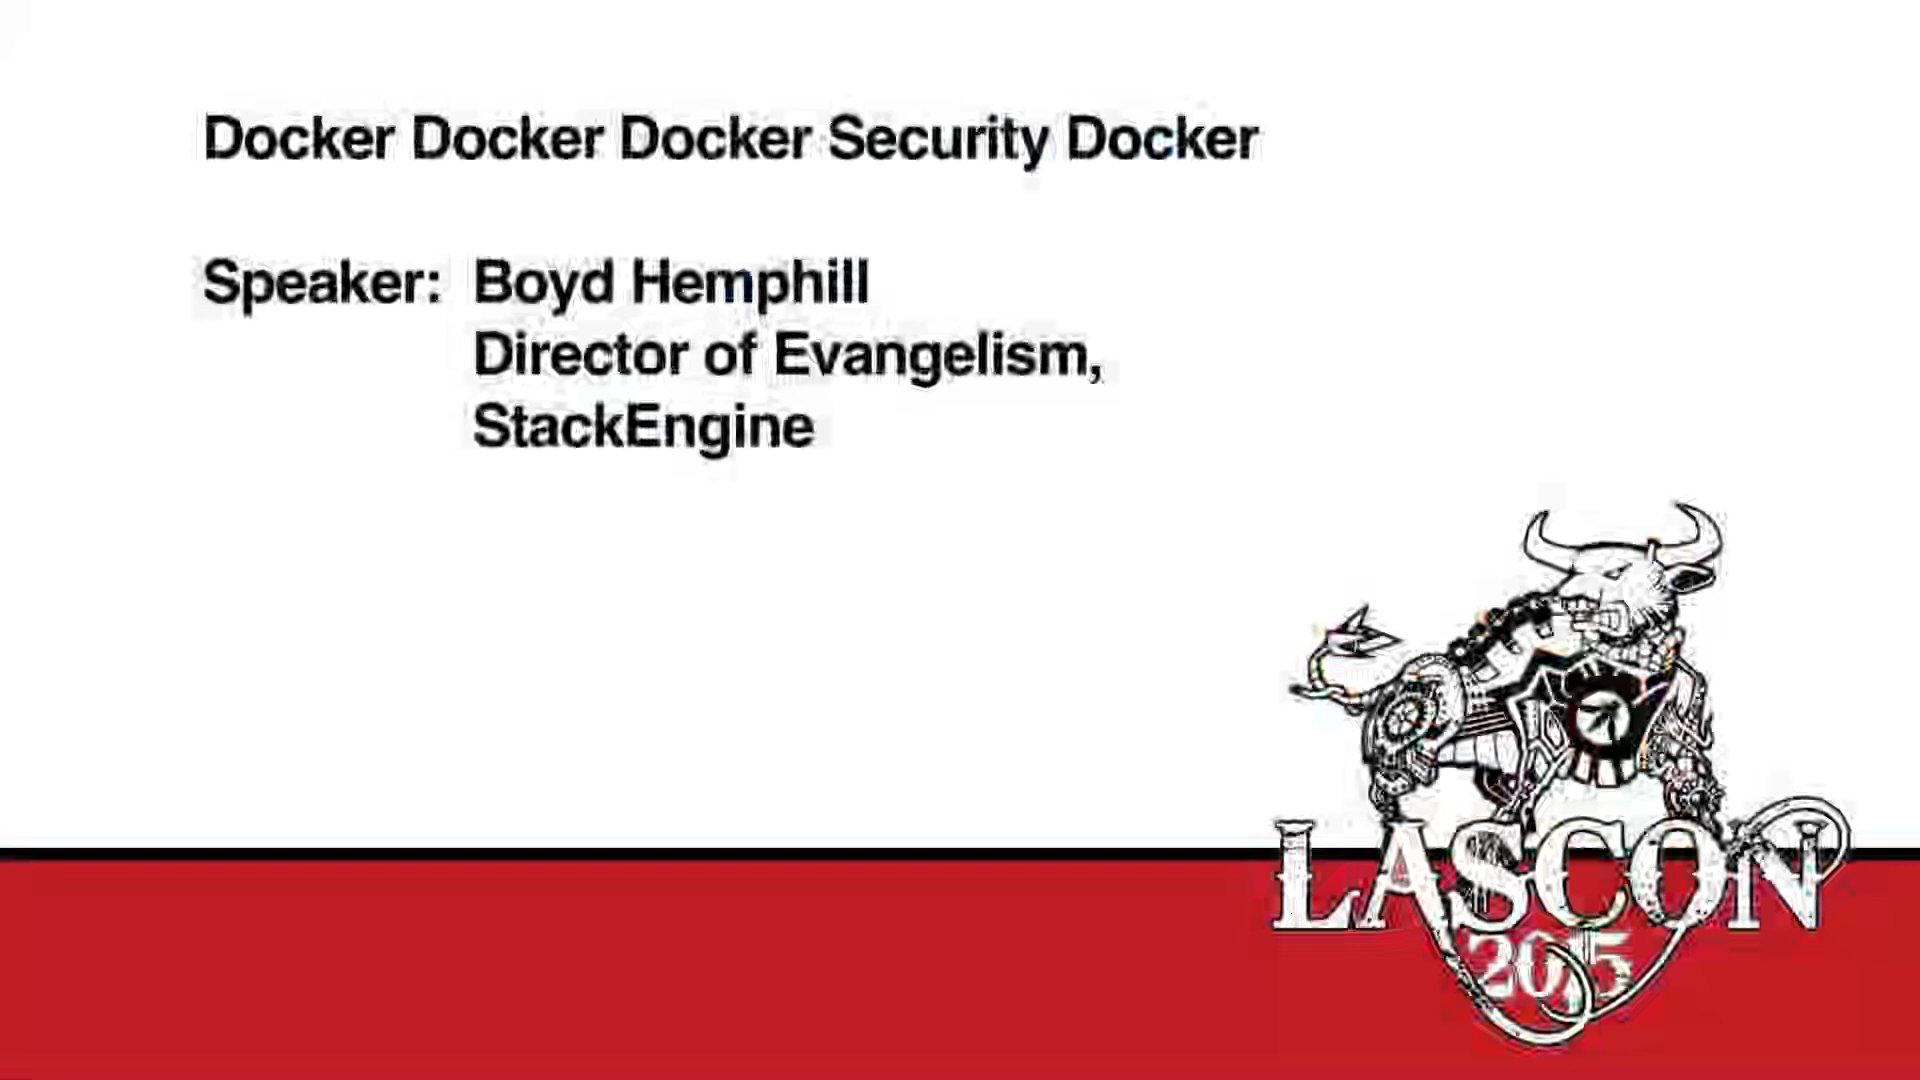 Docker Docker Docker Security Docker
Speaker: Boyd Hemphill
Director of Evangelism,
StackEngine
LASCON
2015